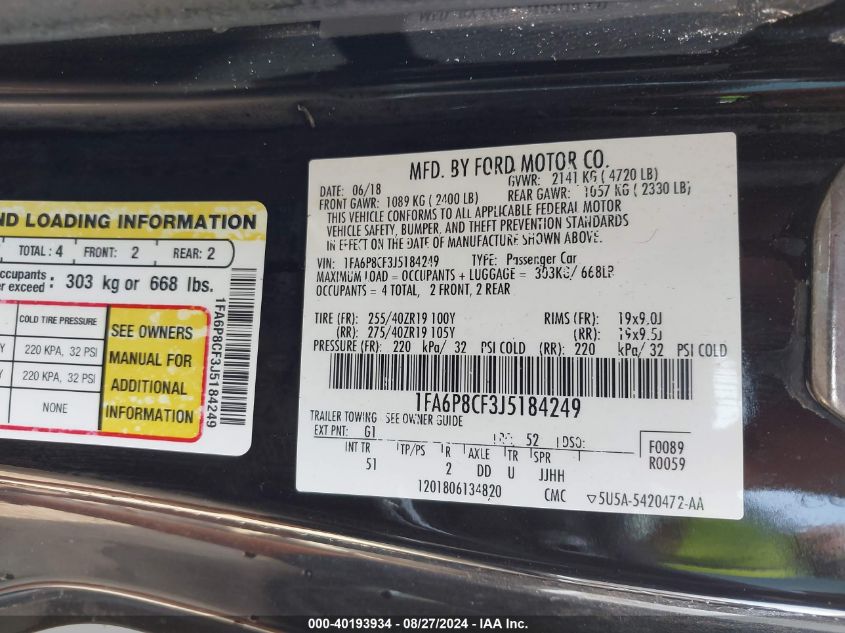 ND LOADING INFORMATION
TOTAL: 4 FRONT: 2 REAR: 2
occupants
er exceed: 303 kg or 668 lbs.
COLD TIRE PRESSURE
220 KPA, 32 PSI
220 KPA, 32 PSI
NONE
SEE OWNERS
MANUAL FOR
ADDITIONAL
INFORMATION
1FA6P8CF3J5184249
MFD. BY FORD MOTOR CO.
DATE: 06/18 GVWR: 2141 KG ( 4720 LB)
FRONT GAWR: 1089 KG ( 2400 LB) REAR GAWR: 1057 KG ( 2330 LB)
THIS VEHICLE CONFORMS TO ALL APPLICABLE FEDERAL MOTOR
VEHICLE SAFETY, BUMPER, AND THEFT PREVENTION STANDARDS
IN EFFECT ON THE DATE OF MANUFACTURE SHOWN ABOVE.
VIN: 1FA6P8CF3J5184249 TYPE: Passenger Car
MAXIMUM LOAD = OCCUPANTS + LUGGAGE = 303KG/ 668LB
OCCUPANTS = 4 TOTAL, 2 FRONT, 2 REAR
TIRE (FR): 255/40ZR19 100Y RIMS (FR): 19x9.0J
(RR): 275/40ZR19 105Y (RR): 19x9.5J
PRESSURE (FR): 220 kPa/ 32 PSI COLD (RR): 220 kPa/ 32 PSI COLD
1FA6P8CF3J5184249
TRAILER TOWING: SEE OWNER GUIDE
EXT PNT: G1 RC: 52 DSO:
F0089
R0059
INT TR TP/PS R AXLE TR SPR
51 2 DD U JJHH
1201806134820 CMC ▽5U5A-5420472-AA
000-40193934 / 08/27/2024 / IAA Inc.